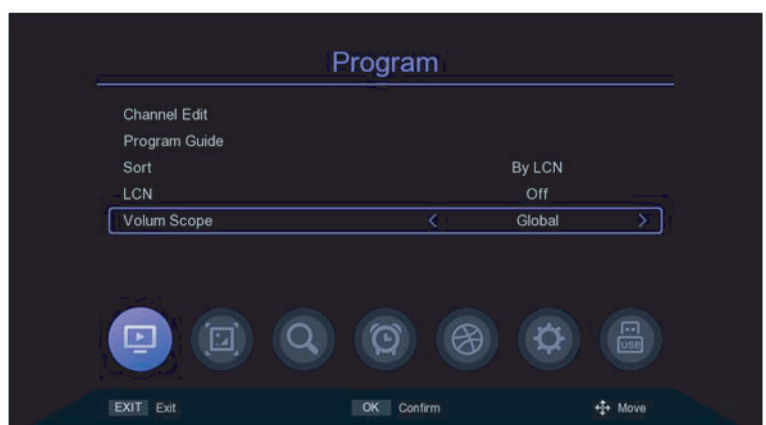 Program
Channel Edit
Program Guide
Sort By LCN
LCN Off
Volum Scope Global
USB
EXIT Exit OK Confirm Move